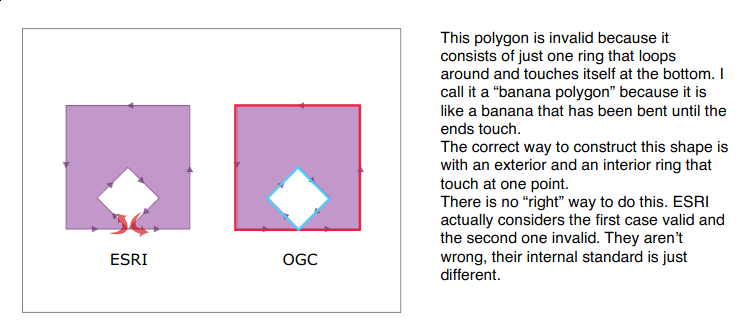 This polygon is invalid because it
consists of just one ring that loops
around and touches itself at the bottom. I
call it a “banana polygon” because it is
like a banana that has been bent until the
ends touch.
The correct way to construct this shape is
with an exterior and an interior ring that
touch at one point.
There is no “right” way to do this. ESRI
actually considers the first case valid and
the second one invalid. They aren’t
wrong, their internal standard is just
different.
ESRI
OGC